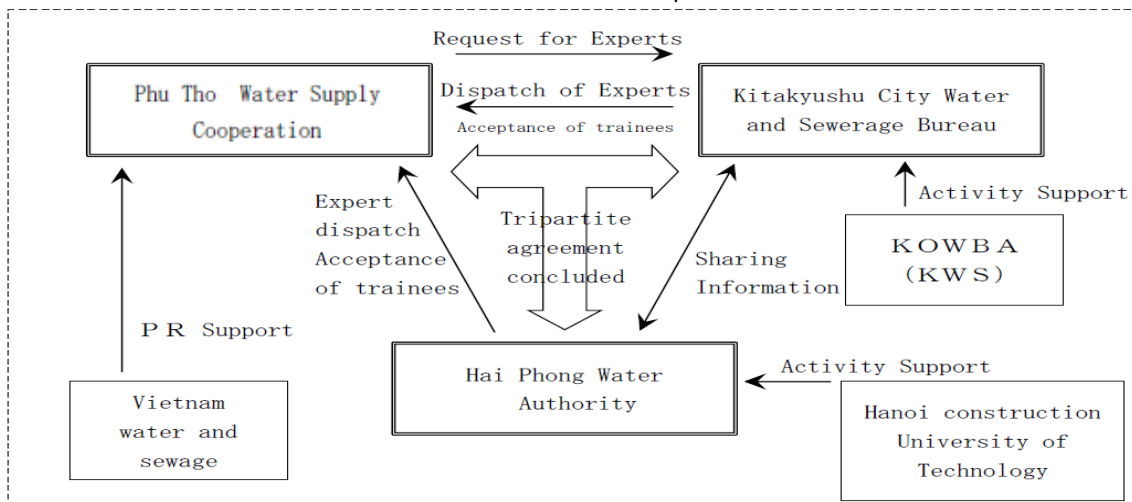 Request for Experts
Phu Tho Water Supply
Cooperation
Dispatch of Experts
Acceptance of trainees
Kitakyushu City Water
and Sewerage Bureau
Expert
dispatch
Acceptance
of trainees
Tripartite
agreement
concluded
Sharing
Information
Activity Support
KOWBA
(KWS)
PR Support
Hai Phong Water
Authority
Activity Support
Vietnam
water and
sewage
Hanoi construction
University of
Technology